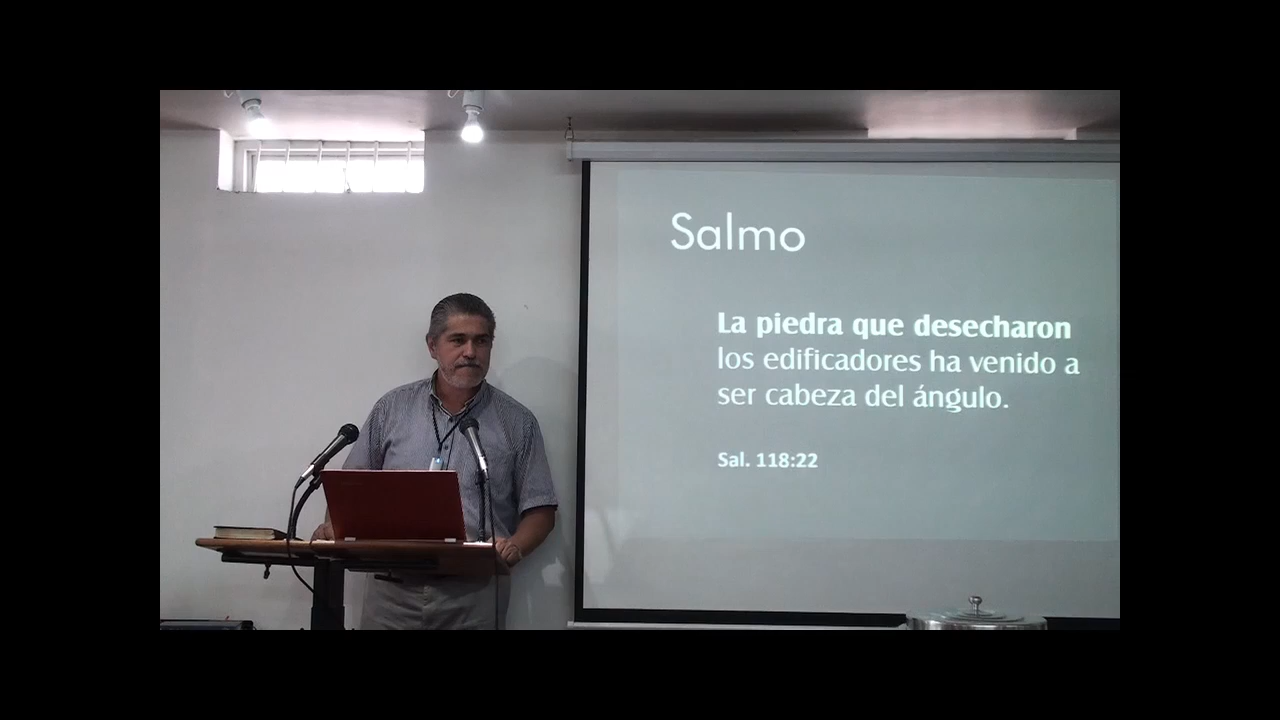 Salmo
La piedra que desecharon
los edificadores ha venido a
ser cabeza del ángulo.
Sal. 118:22